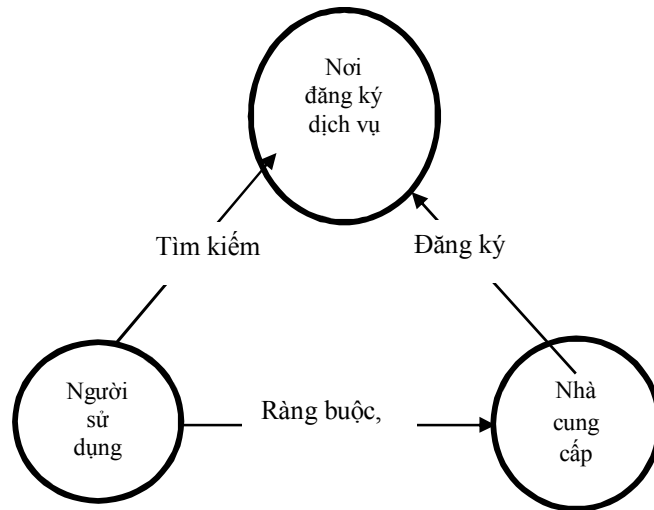 Nơi
đăng ký
dịch vụ
Tìm kiếm
Đăng ký
Người
sử
dụng
Ràng buộc,
Nhà
cung
cấp